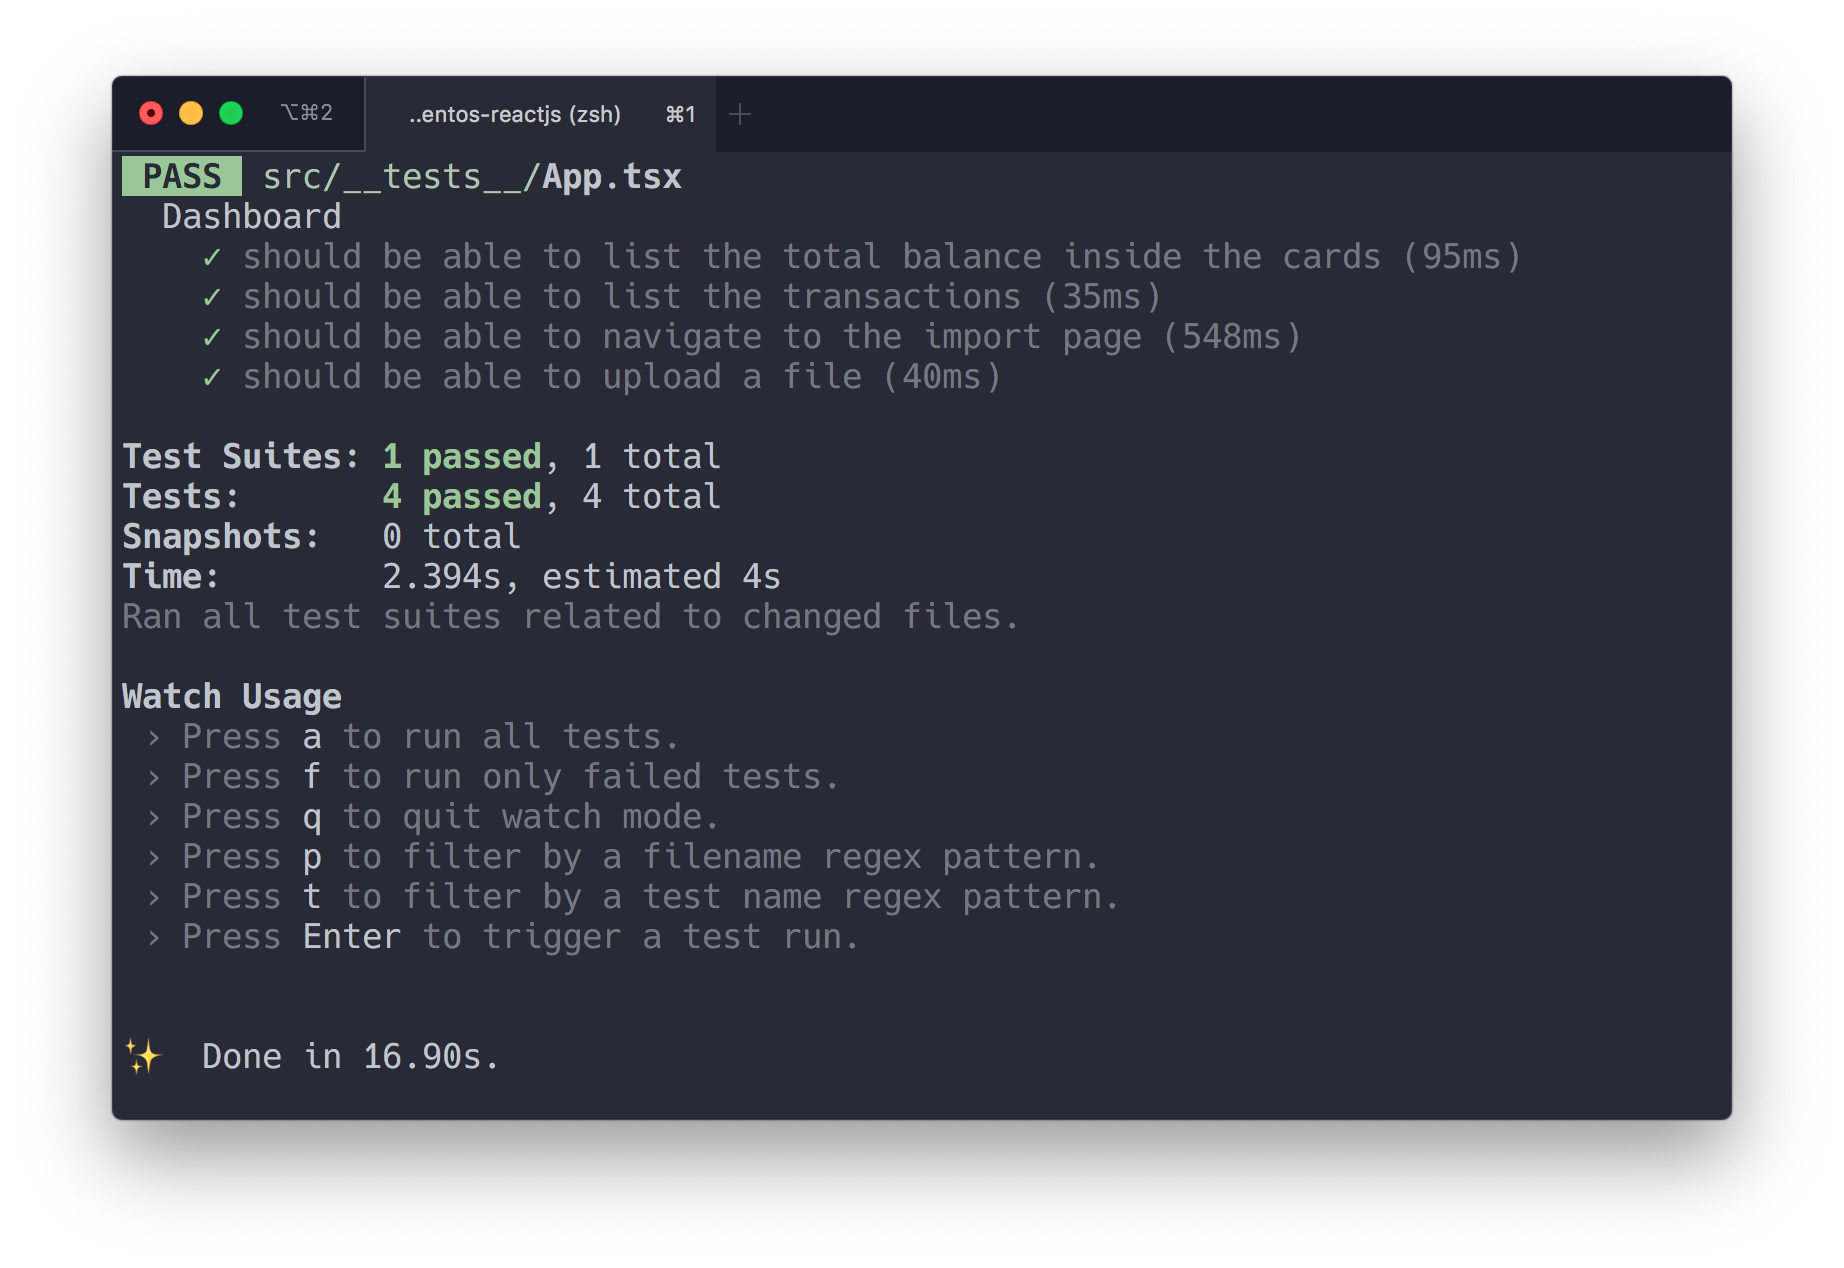 ⌥⌘2 ..entos-reactjs (zsh) ⌘1 +
PASS src/__tests__/App.tsx
Dashboard
✓ should be able to list the total balance inside the cards (95ms)
✓ should be able to list the transactions (35ms)
✓ should be able to navigate to the import page (548ms)
✓ should be able to upload a file (40ms)
Test Suites: 1 passed, 1 total
Tests: 4 passed, 4 total
Snapshots: 0 total
Time: 2.394s, estimated 4s
Ran all test suites related to changed files.
Watch Usage
› Press a to run all tests.
› Press f to run only failed tests.
› Press q to quit watch mode.
› Press p to filter by a filename regex pattern.
› Press t to filter by a test name regex pattern.
› Press Enter to trigger a test run.
✨ Done in 16.90s.